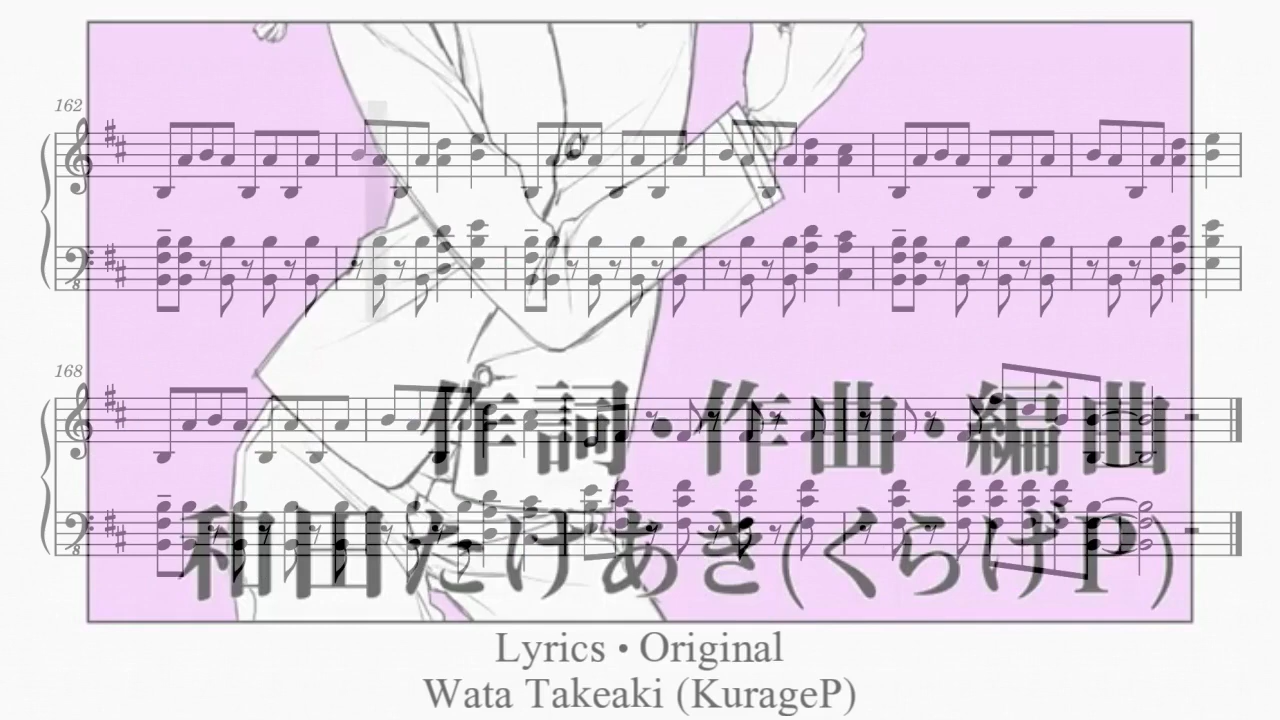 162
168
作詞・作曲・編曲
和田たけあき(くらげP)
Lyrics • Original
Wata Takeaki (KurageP)